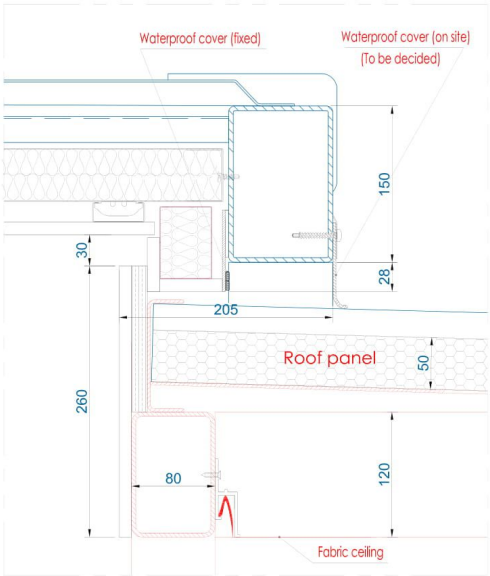 Waterproof cover (fixed)
Waterproof cover (on site)
(To be decided)
150
30
28
205
Roof panel
50
260
80
120
Fabric ceiling